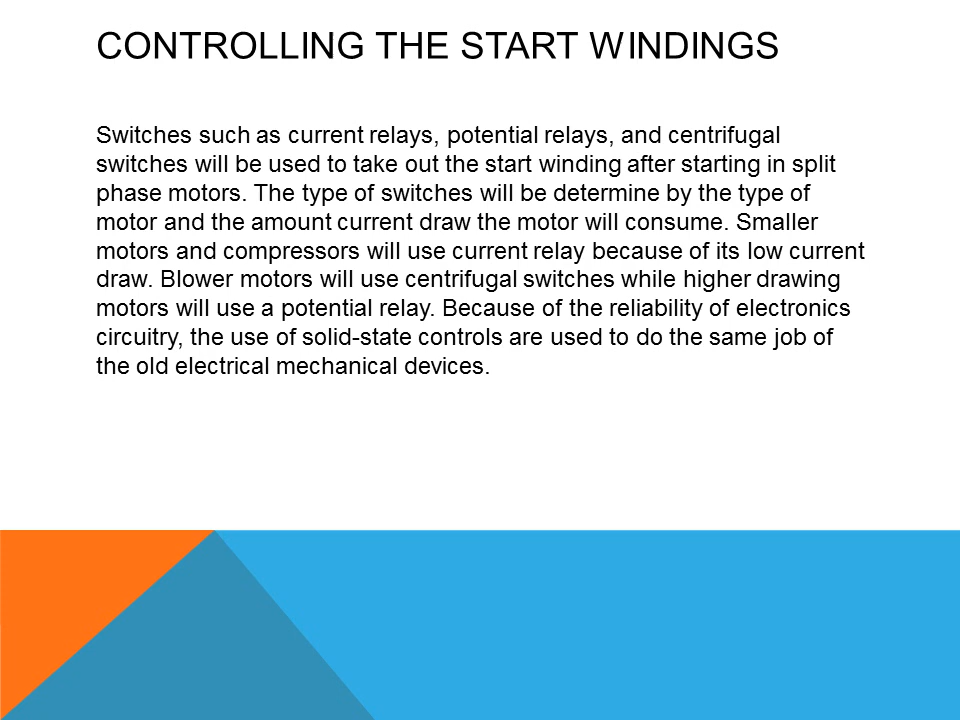 CONTROLLING THE START WINDINGS
Switches such as current relays, potential relays, and centrifugal
switches will be used to take out the start winding after starting in split
phase motors. The type of switches will be determine by the type of
motor and the amount current draw the motor will consume. Smaller
motors and compressors will use current relay because of its low current
draw. Blower motors will use centrifugal switches while higher drawing
motors will use a potential relay. Because of the reliability of electronics
circuitry, the use of solid-state controls are used to do the same job of
the old electrical mechanical devices.